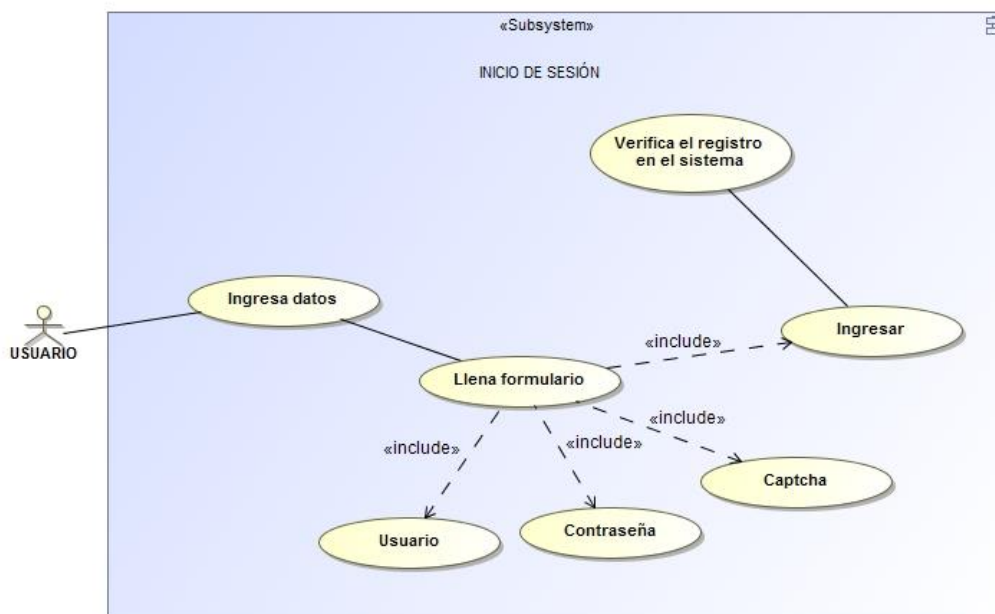 «Subsystem»
INICIO DE SESIÓN
Verifica el registro
en el sistema
Ingresa datos
USUARIO
Ingresar
«include»
Llena formulario
«include»
«include»
«include»
Captcha
Usuario
Contraseña